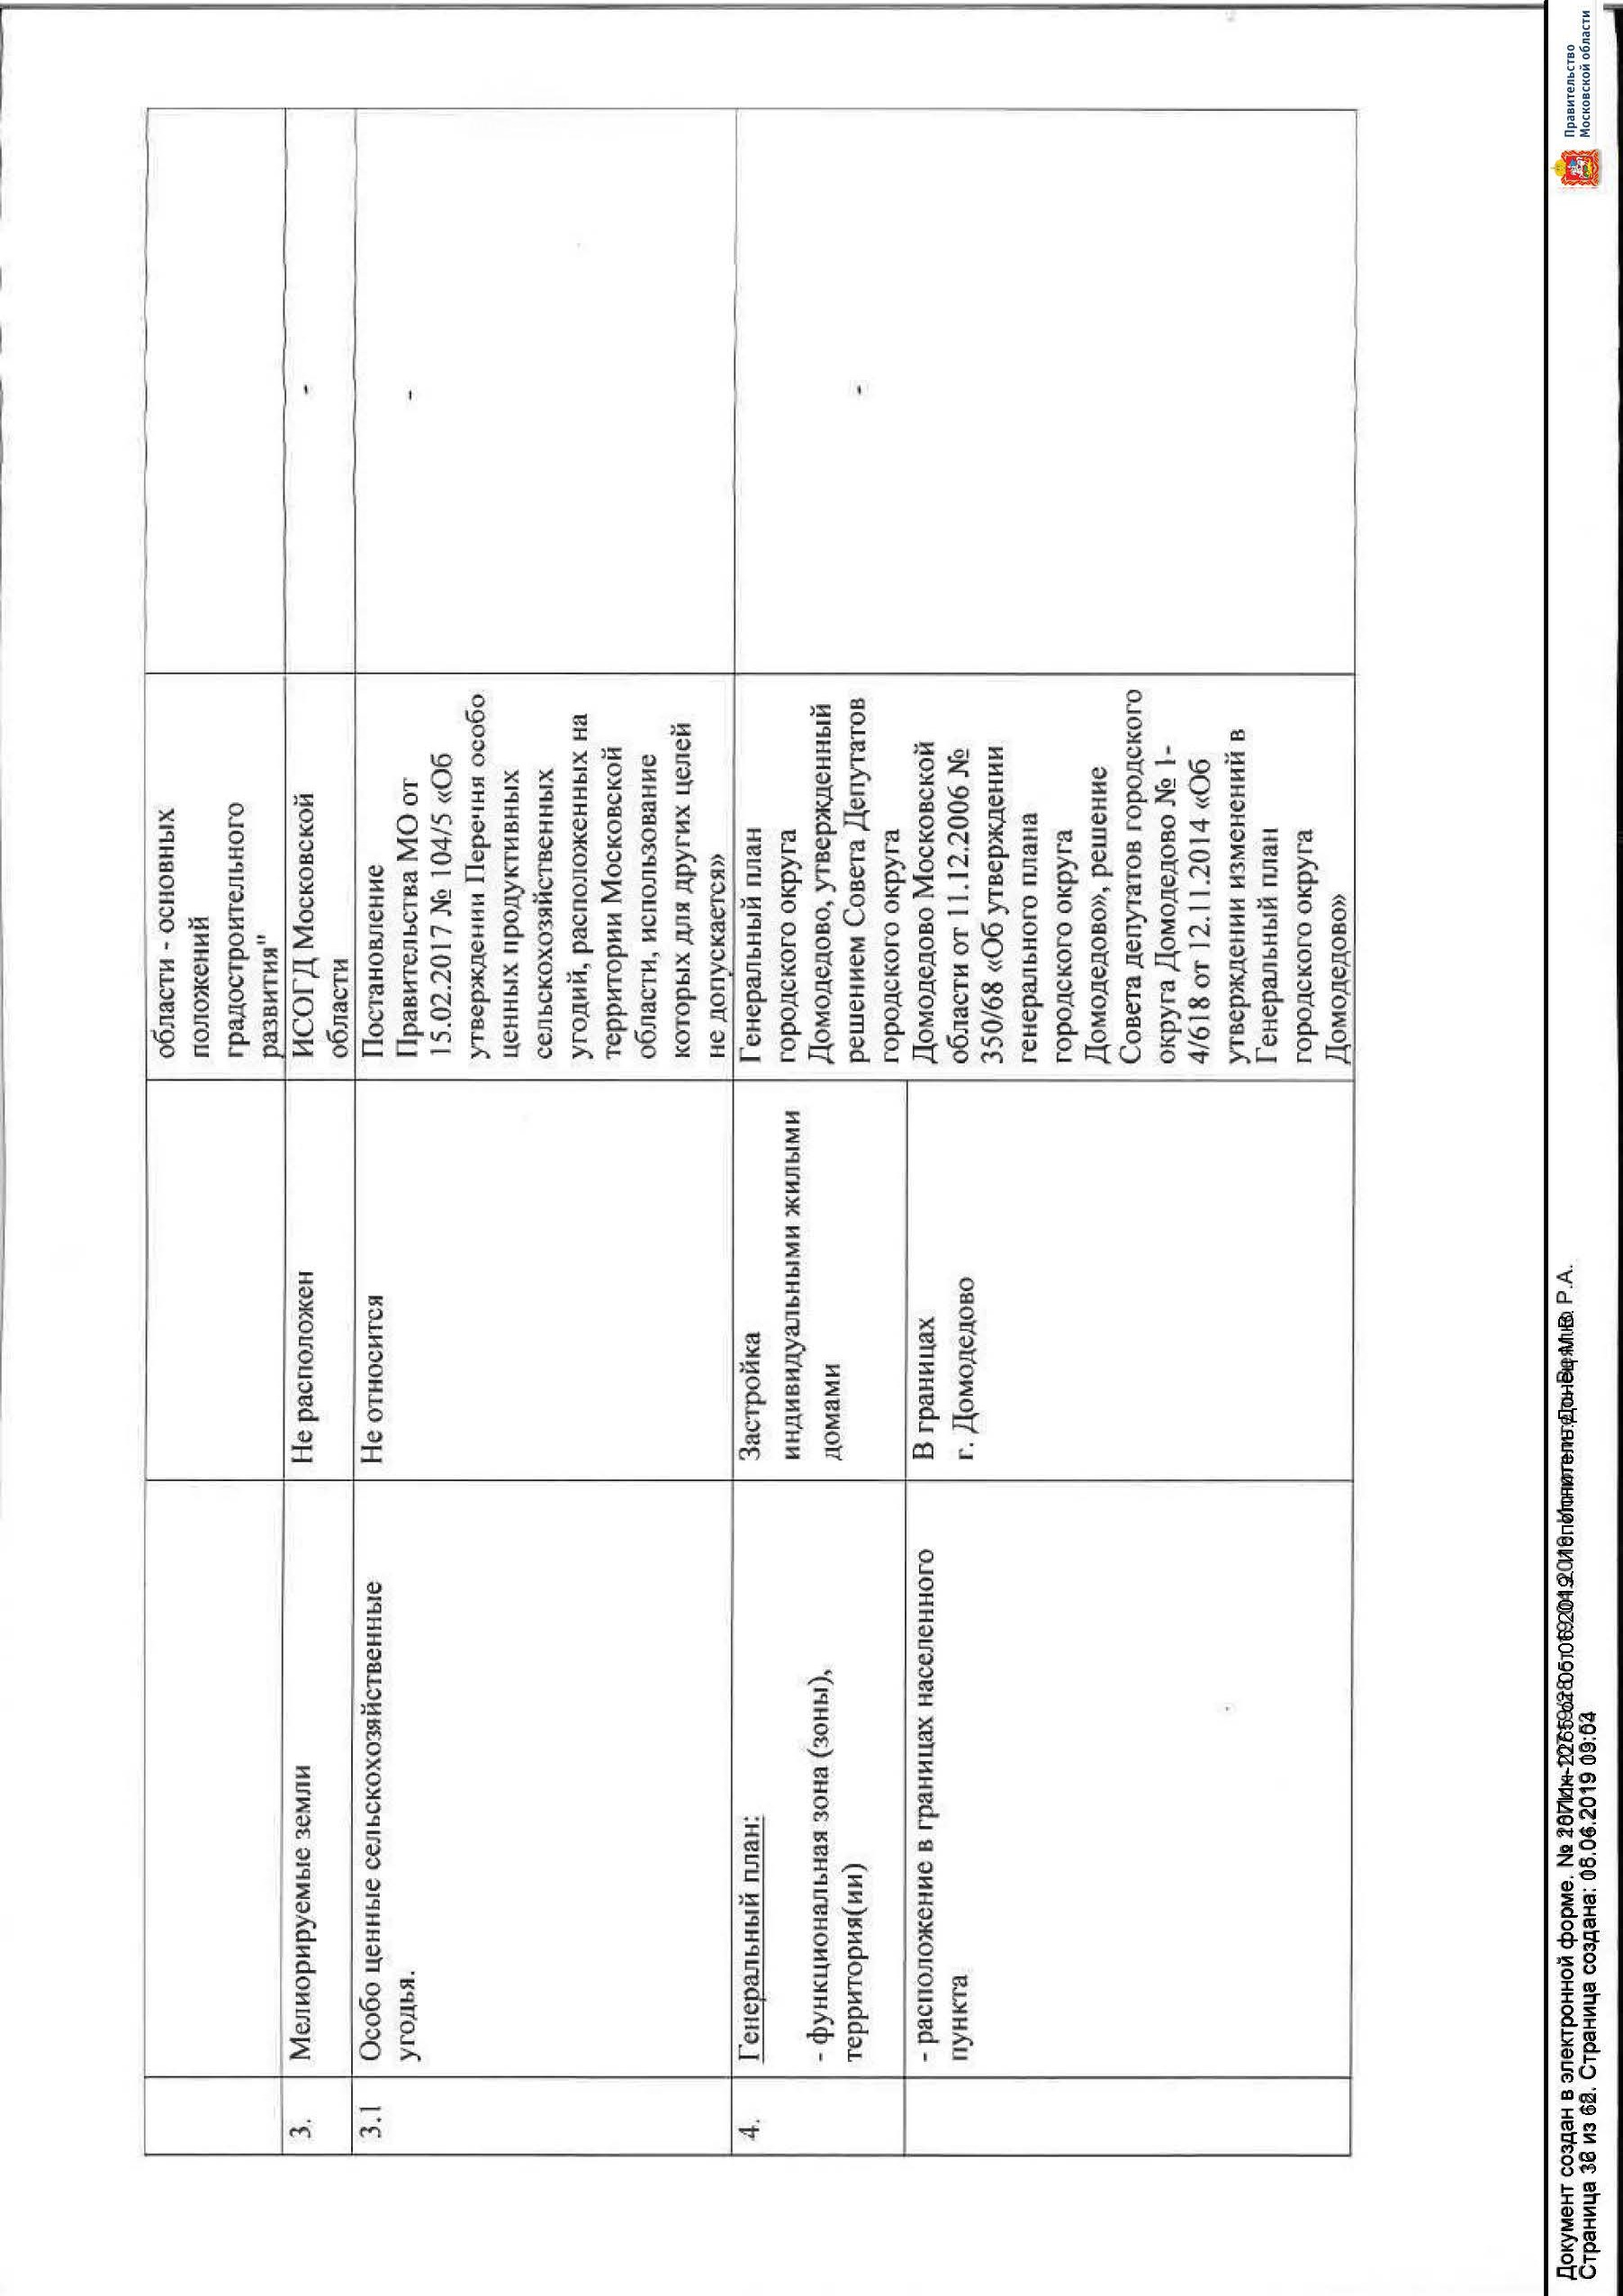 области - основных
положений
градостроительного
развития"
3.
Мелиорируемые земли
Не расположен
ИСОГД Московской
области
-
3.1
Особо ценные сельскохозяйственные
угодья.
Не относится
Постановление
Правительства МО от
15.02.2017 № 104/5 «Об
утверждении Перечня особо
ценных продуктивных
сельскохозяйственных
угодий, расположенных на
территории Московской
области, использование
которых для других целей
не допускается»
-
4.
Генеральный план:
- функциональная зона (зоны),
территория(ии)
Застройка
индивидуальными жилыми
домами
Генеральный план
городского округа
Домодедово, утвержденный
решением Совета Депутатов
городского округа
Домодедово Московской
области от 11.12.2006 №
350/68 «Об утверждении
генерального плана
городского округа
Домодедово», решение
Совета депутатов городского
округа Домодедово № 1-
4/618 от 12.11.2014 «Об
утверждении изменений в
Генеральный план
городского округа
Домодедово»
-
- расположение в границах населенного
пункта
В границах
г. Домодедово
Документ создан в электронной форме. №
Страница из Страница создана: 06.2019
Правительство
Московской области